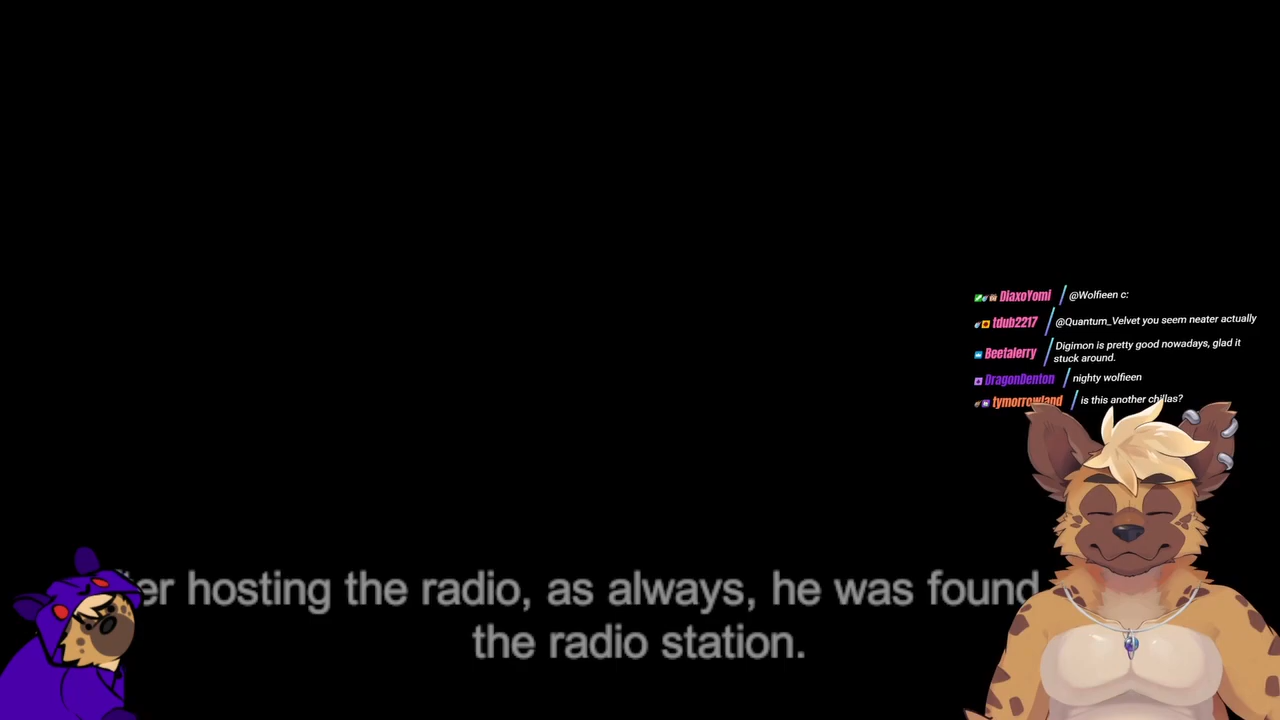 DiaxoYomi @Wolfieen c:
tdub2217 @Quantum_Velvet you seem neater actually
Beetalerry Digimon is pretty good nowadays, glad it
stuck around.
DragonDenton nighty wolfieen
tymorrowland is this another chillas?
hosting the radio, as always, he was found
the radio station.